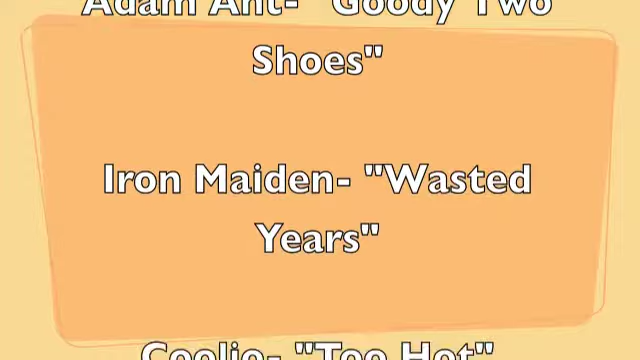 Adam Ant- "Goody Two
Shoes"
Iron Maiden- "Wasted
Years"
Coolio- "Too Hot"